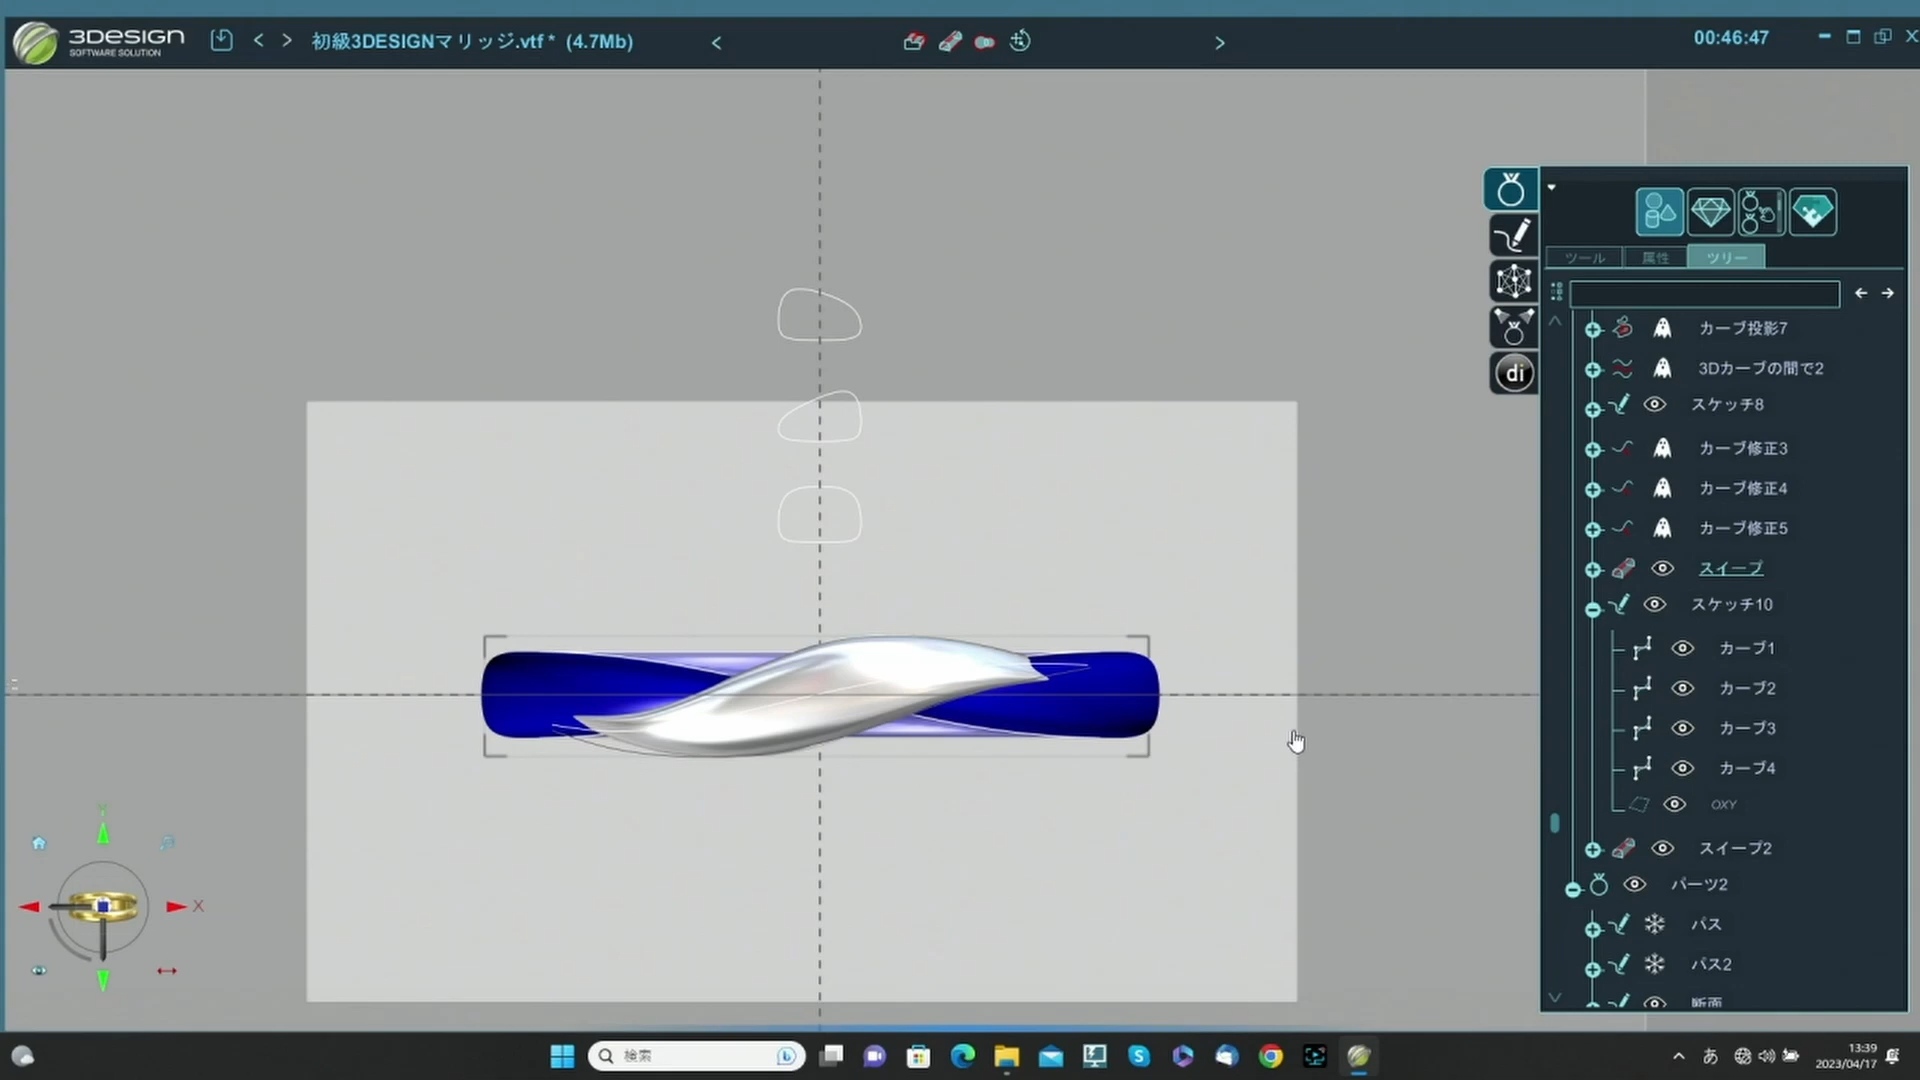 3DESIGN
SOFTWARE SOLUTION
初級3DESIGNマリッジ.vtf * (4.7Mb)
00:46:47
di
ツール 属性 ツリー
カーブ投影7
3Dカーブの間で2
スケッチ8
カーブ修正3
カーブ修正4
カーブ修正5
スイープ
スケッチ10
カーブ1
カーブ2
カーブ3
カーブ4
OXY
スイープ2
パーツ2
パス
パス2
断面
Y
X
検索
あ
13:39
2023/04/17